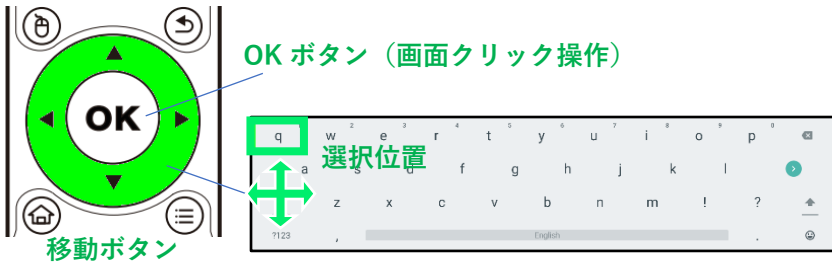 OK ボタン（画面クリック操作）
OK
q w 2 e 3 r 4 t 5 y 6 u 7 i 8 o 9 p 0
選択位置
a s d f g h j k l
z x c v b n m ! ?
?123 , English .
移動ボタン